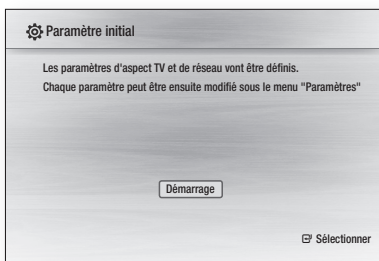 Paramètre initial
Les paramètres d'aspect TV et de réseau vont être définis.
Chaque paramètre peut être ensuite modifié sous le menu "Paramètres"
Démarrage
Sélectionner